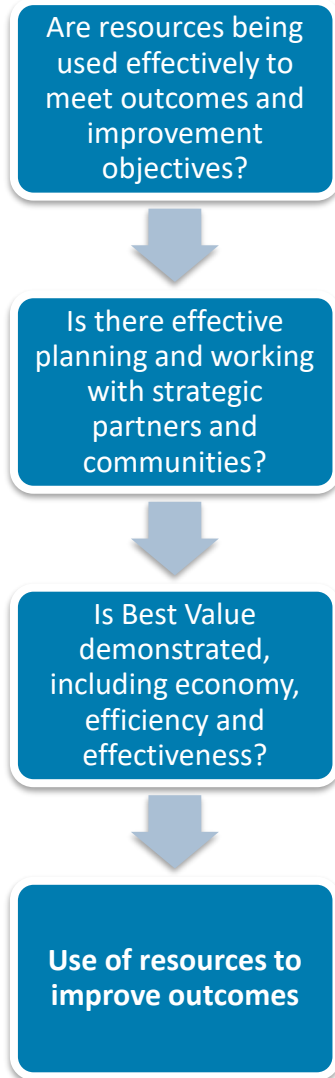 Are resources being
used effectively to
meet outcomes and
improvement
objectives?
Is there effective
planning and working
with strategic
partners and
communities?
Is Best Value
demonstrated,
including economy,
efficiency and
effectiveness?
Use of resources to
improve outcomes